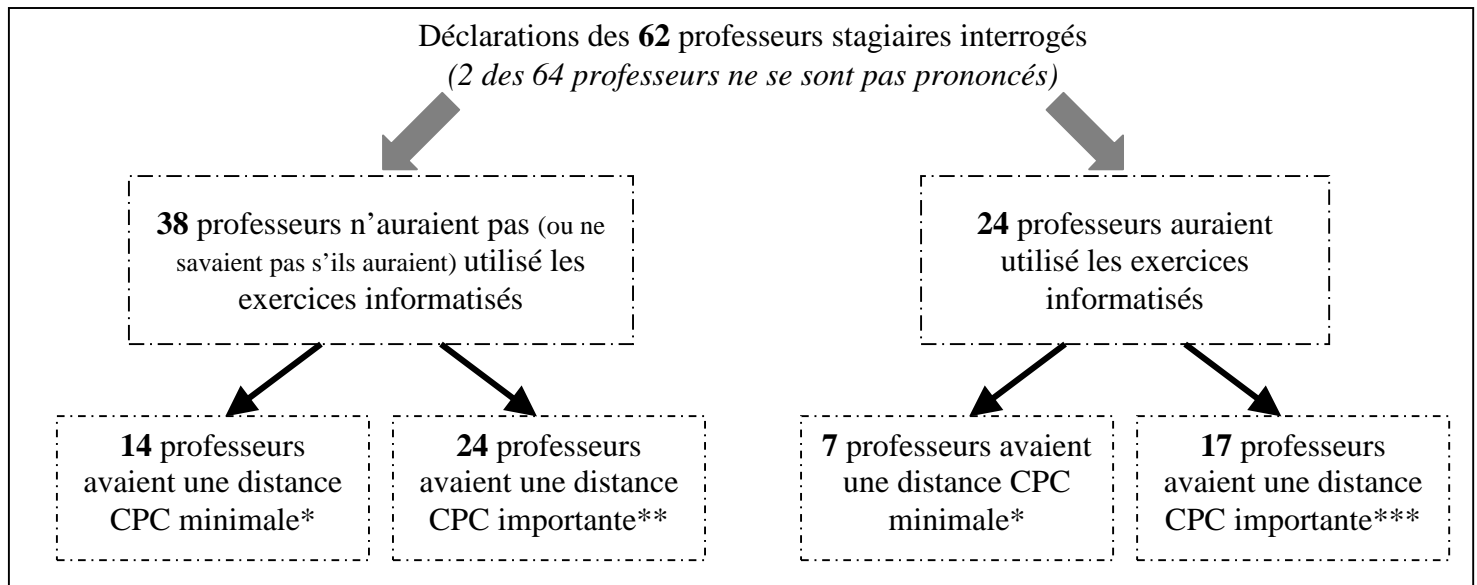 Déclarations des 62 professeurs stagiaires interrogés
(2 des 64 professeurs ne se sont pas prononcés)
38 professeurs n’auraient pas (ou ne
savaient pas s’ils auraient) utilisé les
exercices informatisés
24 professeurs auraient
utilisé les exercices
informatisés
14 professeurs
avaient une distance
CPC minimale*
24 professeurs
avaient une distance
CPC importante**
7 professeurs avaient
une distance CPC
minimale*
17 professeurs
avaient une distance
CPC importante***